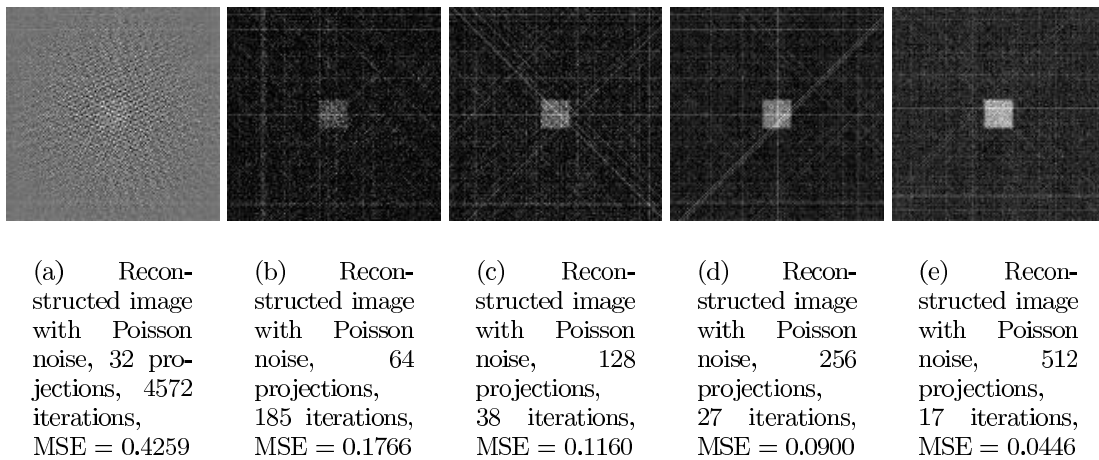 (a) Recon-
structed image
with Poisson
noise, 32 pro-
jections, 4572
iterations,
MSE = 0.4259
(b) Recon-
structed image
with Poisson
noise, 64
projections,
185 iterations,
MSE = 0.1766
(c) Recon-
structed image
with Poisson
noise, 128
projections,
38 iterations,
MSE = 0.1160
(d) Recon-
structed image
with Poisson
noise, 256
projections,
27 iterations,
MSE = 0.0900
(e) Recon-
structed image
with Poisson
noise, 512
projections,
17 iterations,
MSE = 0.0446